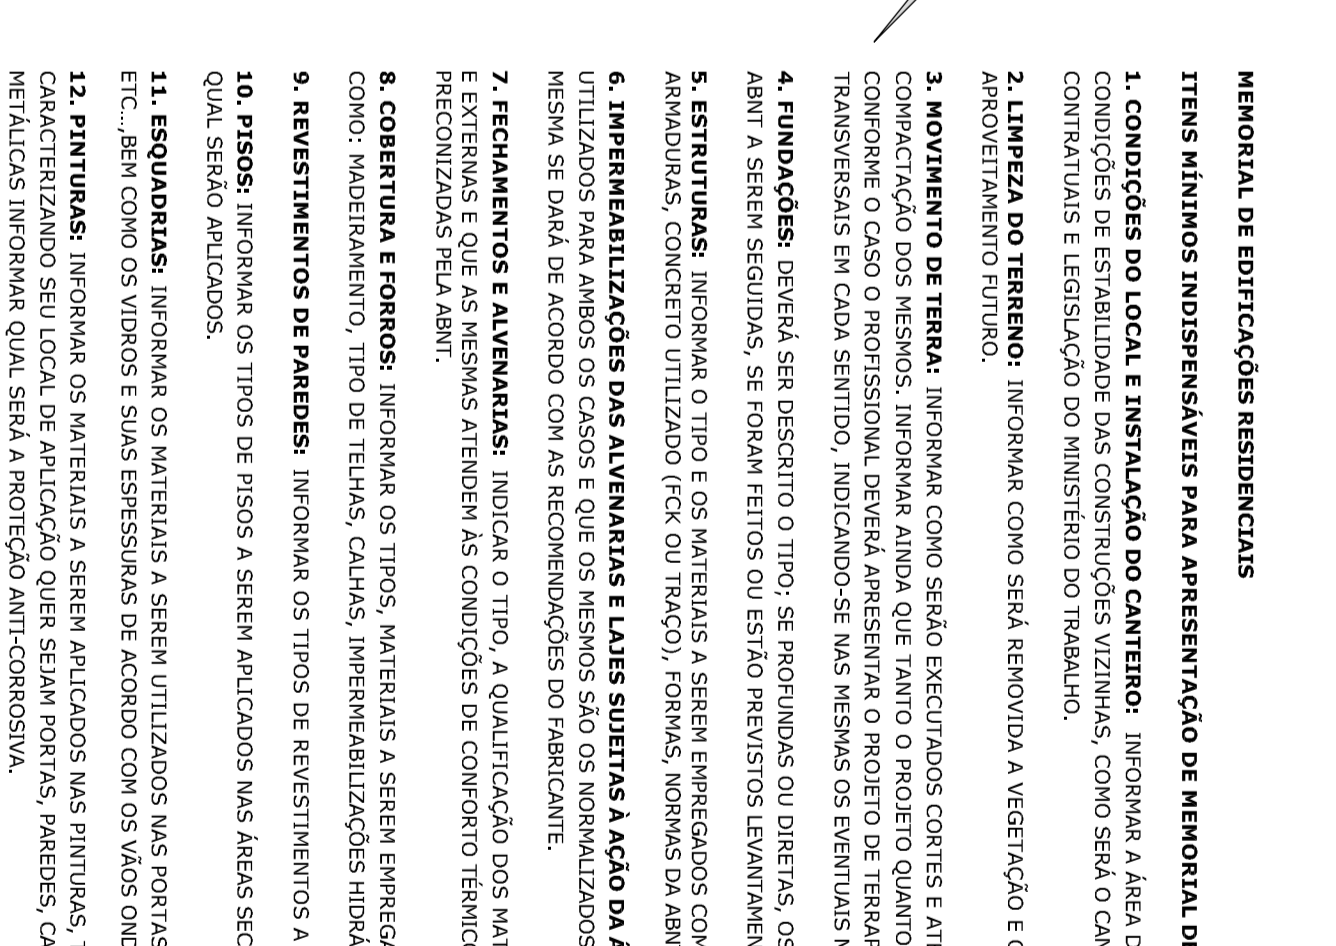 MEMORIAL DE EDIFICAÇÕES RESIDENCIAIS
ITENS MÍNIMOS INDISPENSÁVEIS PARA APRESENTAÇÃO DE MEMORIAL
1. CONDIÇÕES DO LOCAL E INSTALAÇÃO DO CANTEIRO: INFORMAR A ÁREA
CONDIÇÕES DE ESTABILIDADE DAS CONSTRUÇÕES VIZINHAS, COMO SERÁ O
CONTRATUAIS E LEGISLAÇÃO DO MINISTÉRIO DO TRABALHO.
2. LIMPEZA DO TERRENO: INFORMAR COMO SERÁ REMOVIDA A VEGETAÇÃO E
APROVEITAMENTO FUTURO.
3. MOVIMENTO DE TERRA: INFORMAR COMO SERÃO EXECUTADOS CORTES E
COMPACTAÇÃO DOS MESMOS. INFORMAR AINDA QUE TANTO O PROJETO QUANTO
CONFORME O CASO O PROFISSIONAL DEVERÁ APRESENTAR O PROJETO DE
TRANSVERSAIS EM CADA SENTIDO, INDICANDO-SE NAS MESMAS OS EVENTUAIS
4. FUNDAÇÕES: DEVERÁ SER DESCRITO O TIPO; SE PROFUNDAS OU DIRETAS, OS
ABNT A SEREM SEGUIDAS, SE FORAM FEITOS OU ESTÃO PREVISTOS
5. ESTRUTURAS: INFORMAR O TIPO E OS MATERIAIS A SEREM EMPREGADOS
ARMADURAS, CONCRETO UTILIZADO (FCK OU TRAÇO), FORMAS, NORMAS DA
6. IMPERMEABILIZAÇÕES DAS ALVENARIAS E LAJES SUJEITAS À AÇÃO DA
UTILIZADOS PARA AMBOS OS CASOS E QUE OS MESMOS SÃO OS NORMALIZADOS
MESMA SE DARÁ DE ACORDO COM AS RECOMENDAÇÕES DO FABRICANTE.
7. FECHAMENTOS E ALVENARIAS: INDICAR O TIPO, A QUALIFICAÇÃO DOS
E EXTERNAS E QUE AS MESMAS ATENDEM ÀS CONDIÇÕES DE CONFORTO
PRECONIZADAS PELA ABNT.
8. COBERTURA E FORROS: INFORMAR OS TIPOS, MATERIAIS A SEREM
COMO: MADEIRAMENTO, TIPO DE TELHAS, CALHAS, IMPERMEABILIZAÇÕES
9. REVESTIMENTOS DE PAREDES: INFORMAR OS TIPOS DE REVESTIMENTOS A
10. PISOS: INFORMAR OS TIPOS DE PISOS A SEREM APLICADOS NAS ÁREAS
QUAL SERÃO APLICADOS.
11. ESQUADRIAS: INFORMAR OS MATERIAIS A SEREM UTILIZADOS NAS PORTAS
ETC...,BEM COMO OS VIDROS E SUAS ESPESSURAS DE ACORDO COM OS VÃOS
12. PINTURAS: INFORMAR OS MATERIAIS A SEREM APLICADOS NAS PINTURAS,
CARACTERIZANDO SEU LOCAL DE APLICAÇÃO QUER SEJAM PORTAS, PAREDES,
METÁLICAS INFORMAR QUAL SERÁ A PROTEÇÃO ANTI-CORROSIVA.